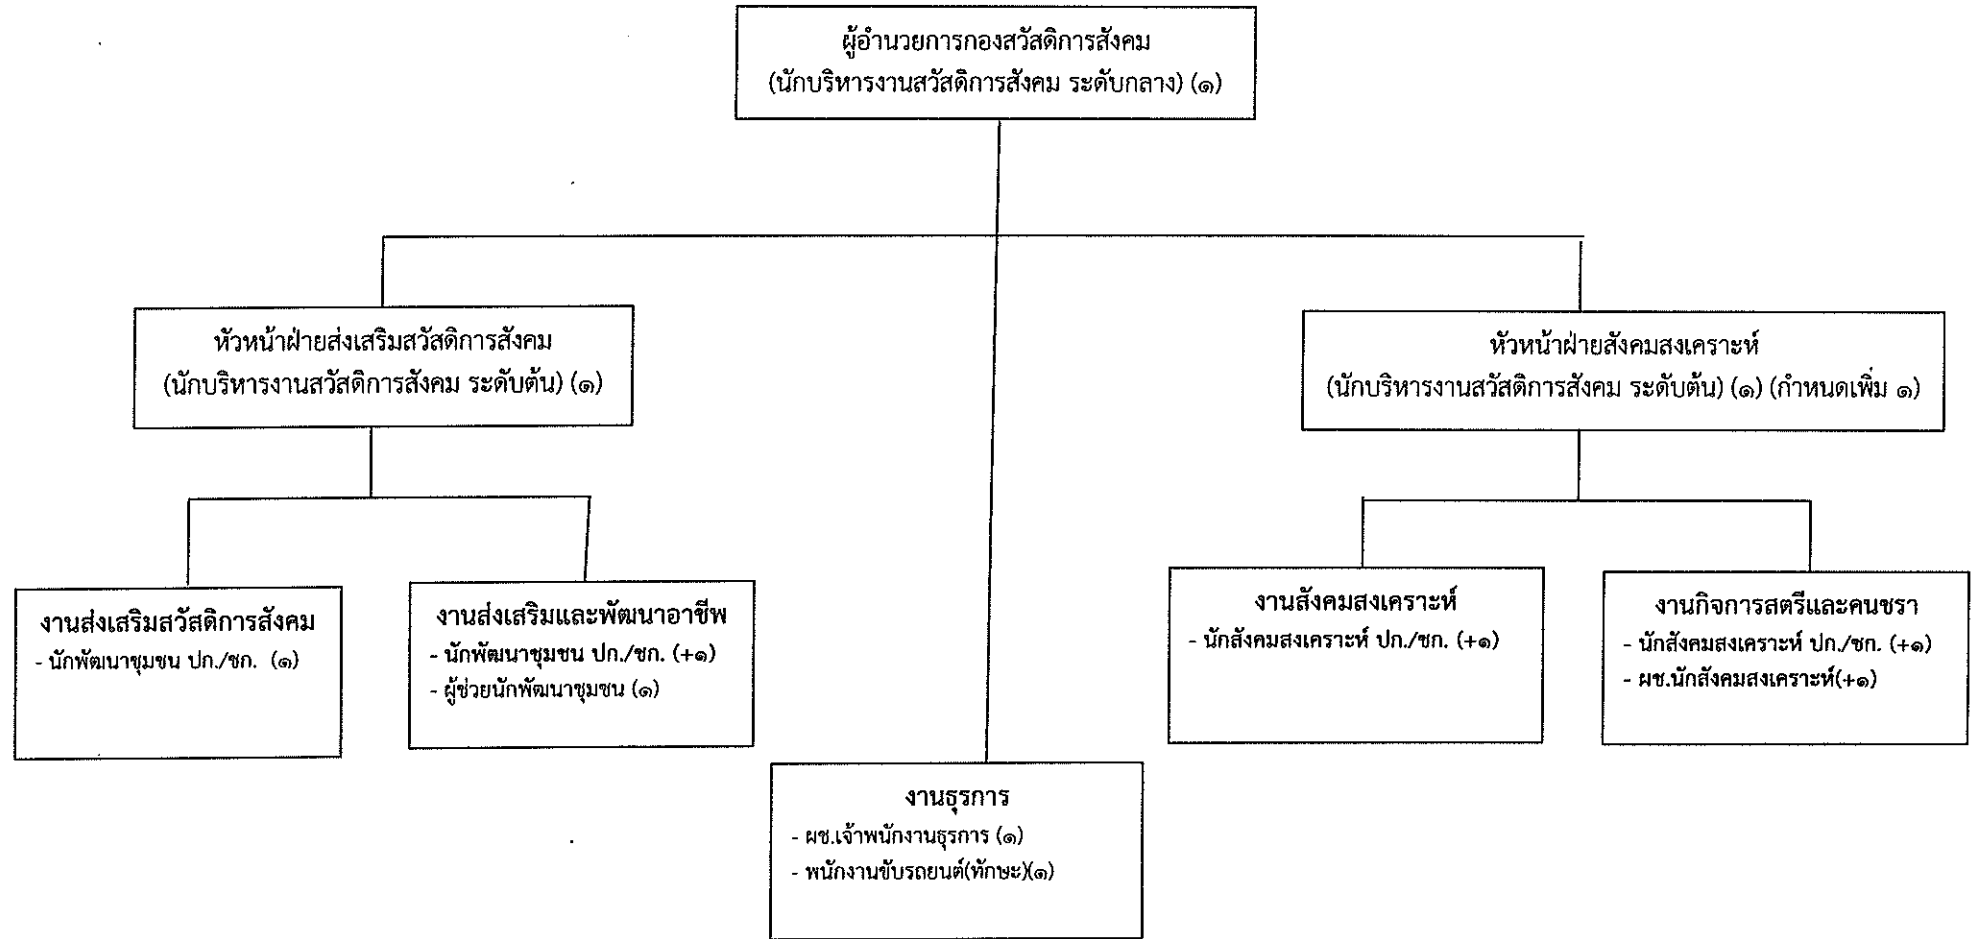 ผู้อำนวยการกองสวัสดิการสังคม
(นักบริหารงานสวัสดิการสังคม ระดับกลาง) (๑)
หัวหน้าฝ่ายส่งเสริมสวัสดิการสังคม
(นักบริหารงานสวัสดิการสังคม ระดับต้น) (๑)
หัวหน้าฝ่ายสังคมสงเคราะห์
(นักบริหารงานสวัสดิการสังคม ระดับต้น) (๑) (กำหนดเพิ่ม ๑)
งานส่งเสริมสวัสดิการสังคม
- นักพัฒนาชุมชน ปก./ชก. (๑)
งานส่งเสริมและพัฒนาอาชีพ
- นักพัฒนาชุมชน ปก./ชก. (+๑)
- ผู้ช่วยนักพัฒนาชุมชน (๑)
งานสังคมสงเคราะห์
- นักสังคมสงเคราะห์ ปก./ชก. (+๑)
งานกิจการสตรีและคนชรา
- นักสังคมสงเคราะห์ ปก./ชก. (+๑)
- ผช.นักสังคมสงเคราะห์(+๑)
งานธุรการ
- ผช.เจ้าพนักงานธุรการ (๑)
- พนักงานขับรถยนต์(ทักษะ)(๑)